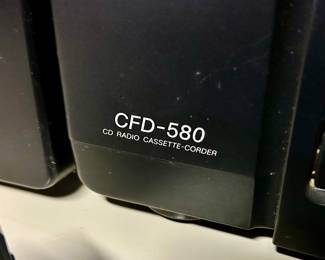 CFD-580
CD RADIO CASSETTE-CORDER